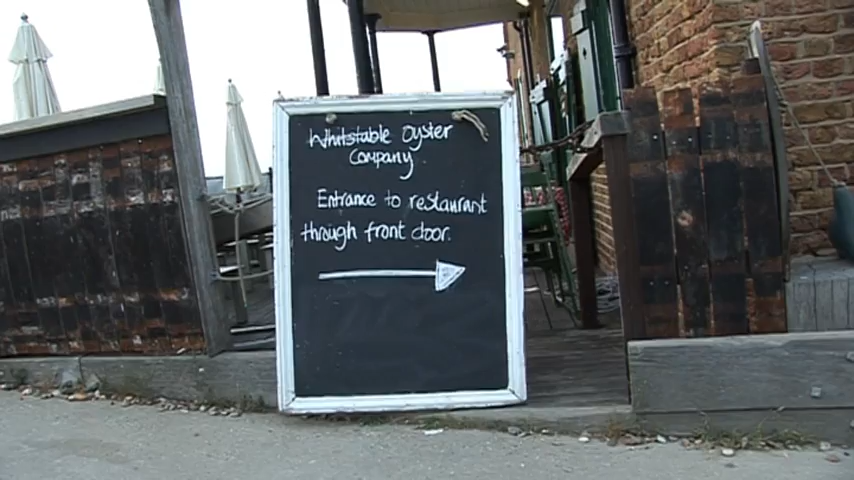 Whitstable Oyster
Company
Entrance to restaurant
through front door.